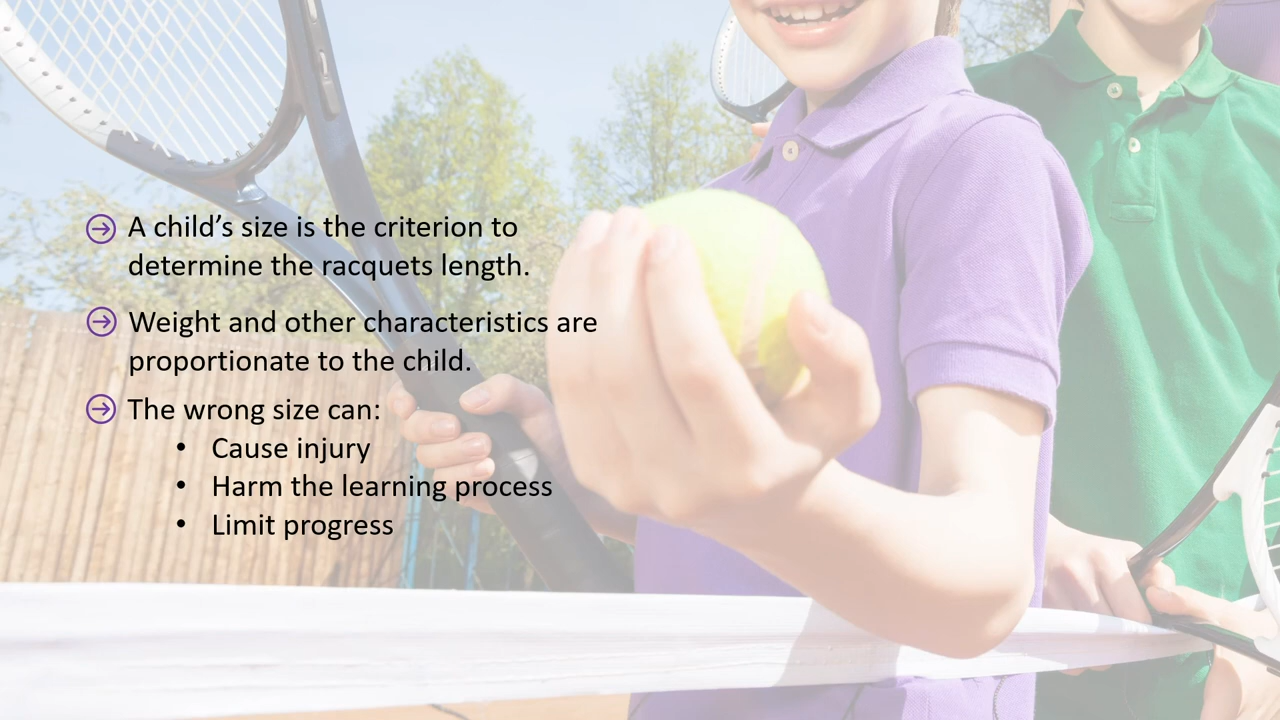 A child’s size is the criterion to
determine the racquets length.
Weight and other characteristics are
proportionate to the child.
The wrong size can:
• Cause injury
• Harm the learning process
• Limit progress